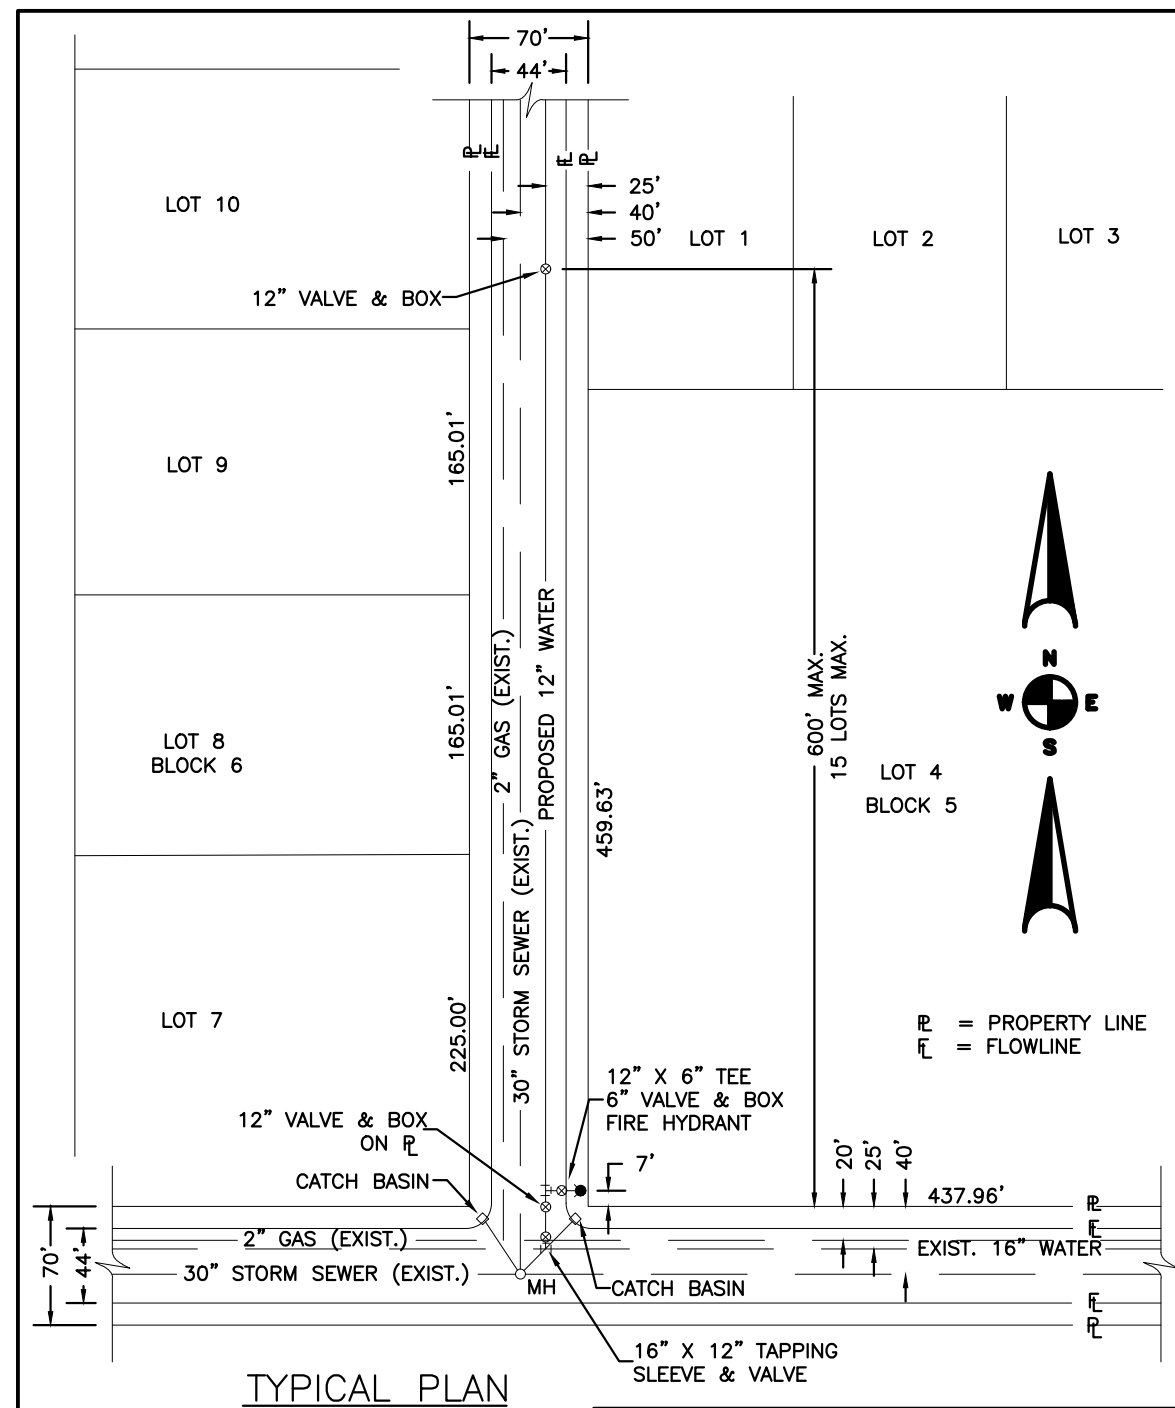 70'
44'
℄ ℄ ℄ ℄
25'
40'
50'
LOT 10
LOT 1
LOT 2
LOT 3
12" VALVE & BOX
165.01'
LOT 9
2" GAS (EXIST.)
PROPOSED 12" WATER
600' MAX.
15 LOTS MAX.
N
W E
S
165.01'
LOT 8
BLOCK 6
LOT 4
BLOCK 5
459.63'
30" STORM SEWER (EXIST.)
225.00'
LOT 7
PL = PROPERTY LINE
FL = FLOWLINE
12" X 6" TEE
6" VALVE & BOX
FIRE HYDRANT
12" VALVE & BOX
ON PL
CATCH BASIN
7'
20'
25'
40'
437.96'
PL
FL
2" GAS (EXIST.)
EXIST. 16" WATER
70'
44'
30" STORM SEWER (EXIST.)
MH
CATCH BASIN
FL
PL
16" X 12" TAPPING
SLEEVE & VALVE
TYPICAL PLAN